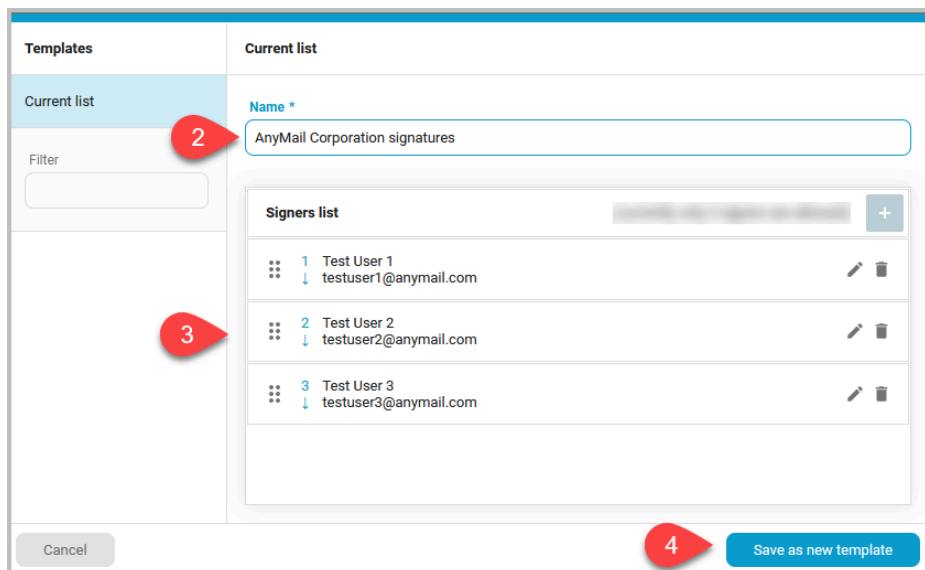 Templates
Current list
Current list
Name *
2
AnyMail Corporation signatures
Filter
Signers list
+
1 Test User 1
↓ testuser1@anymail.com
3
2 Test User 2
↓ testuser2@anymail.com
3 Test User 3
↓ testuser3@anymail.com
Cancel
4
Save as new template